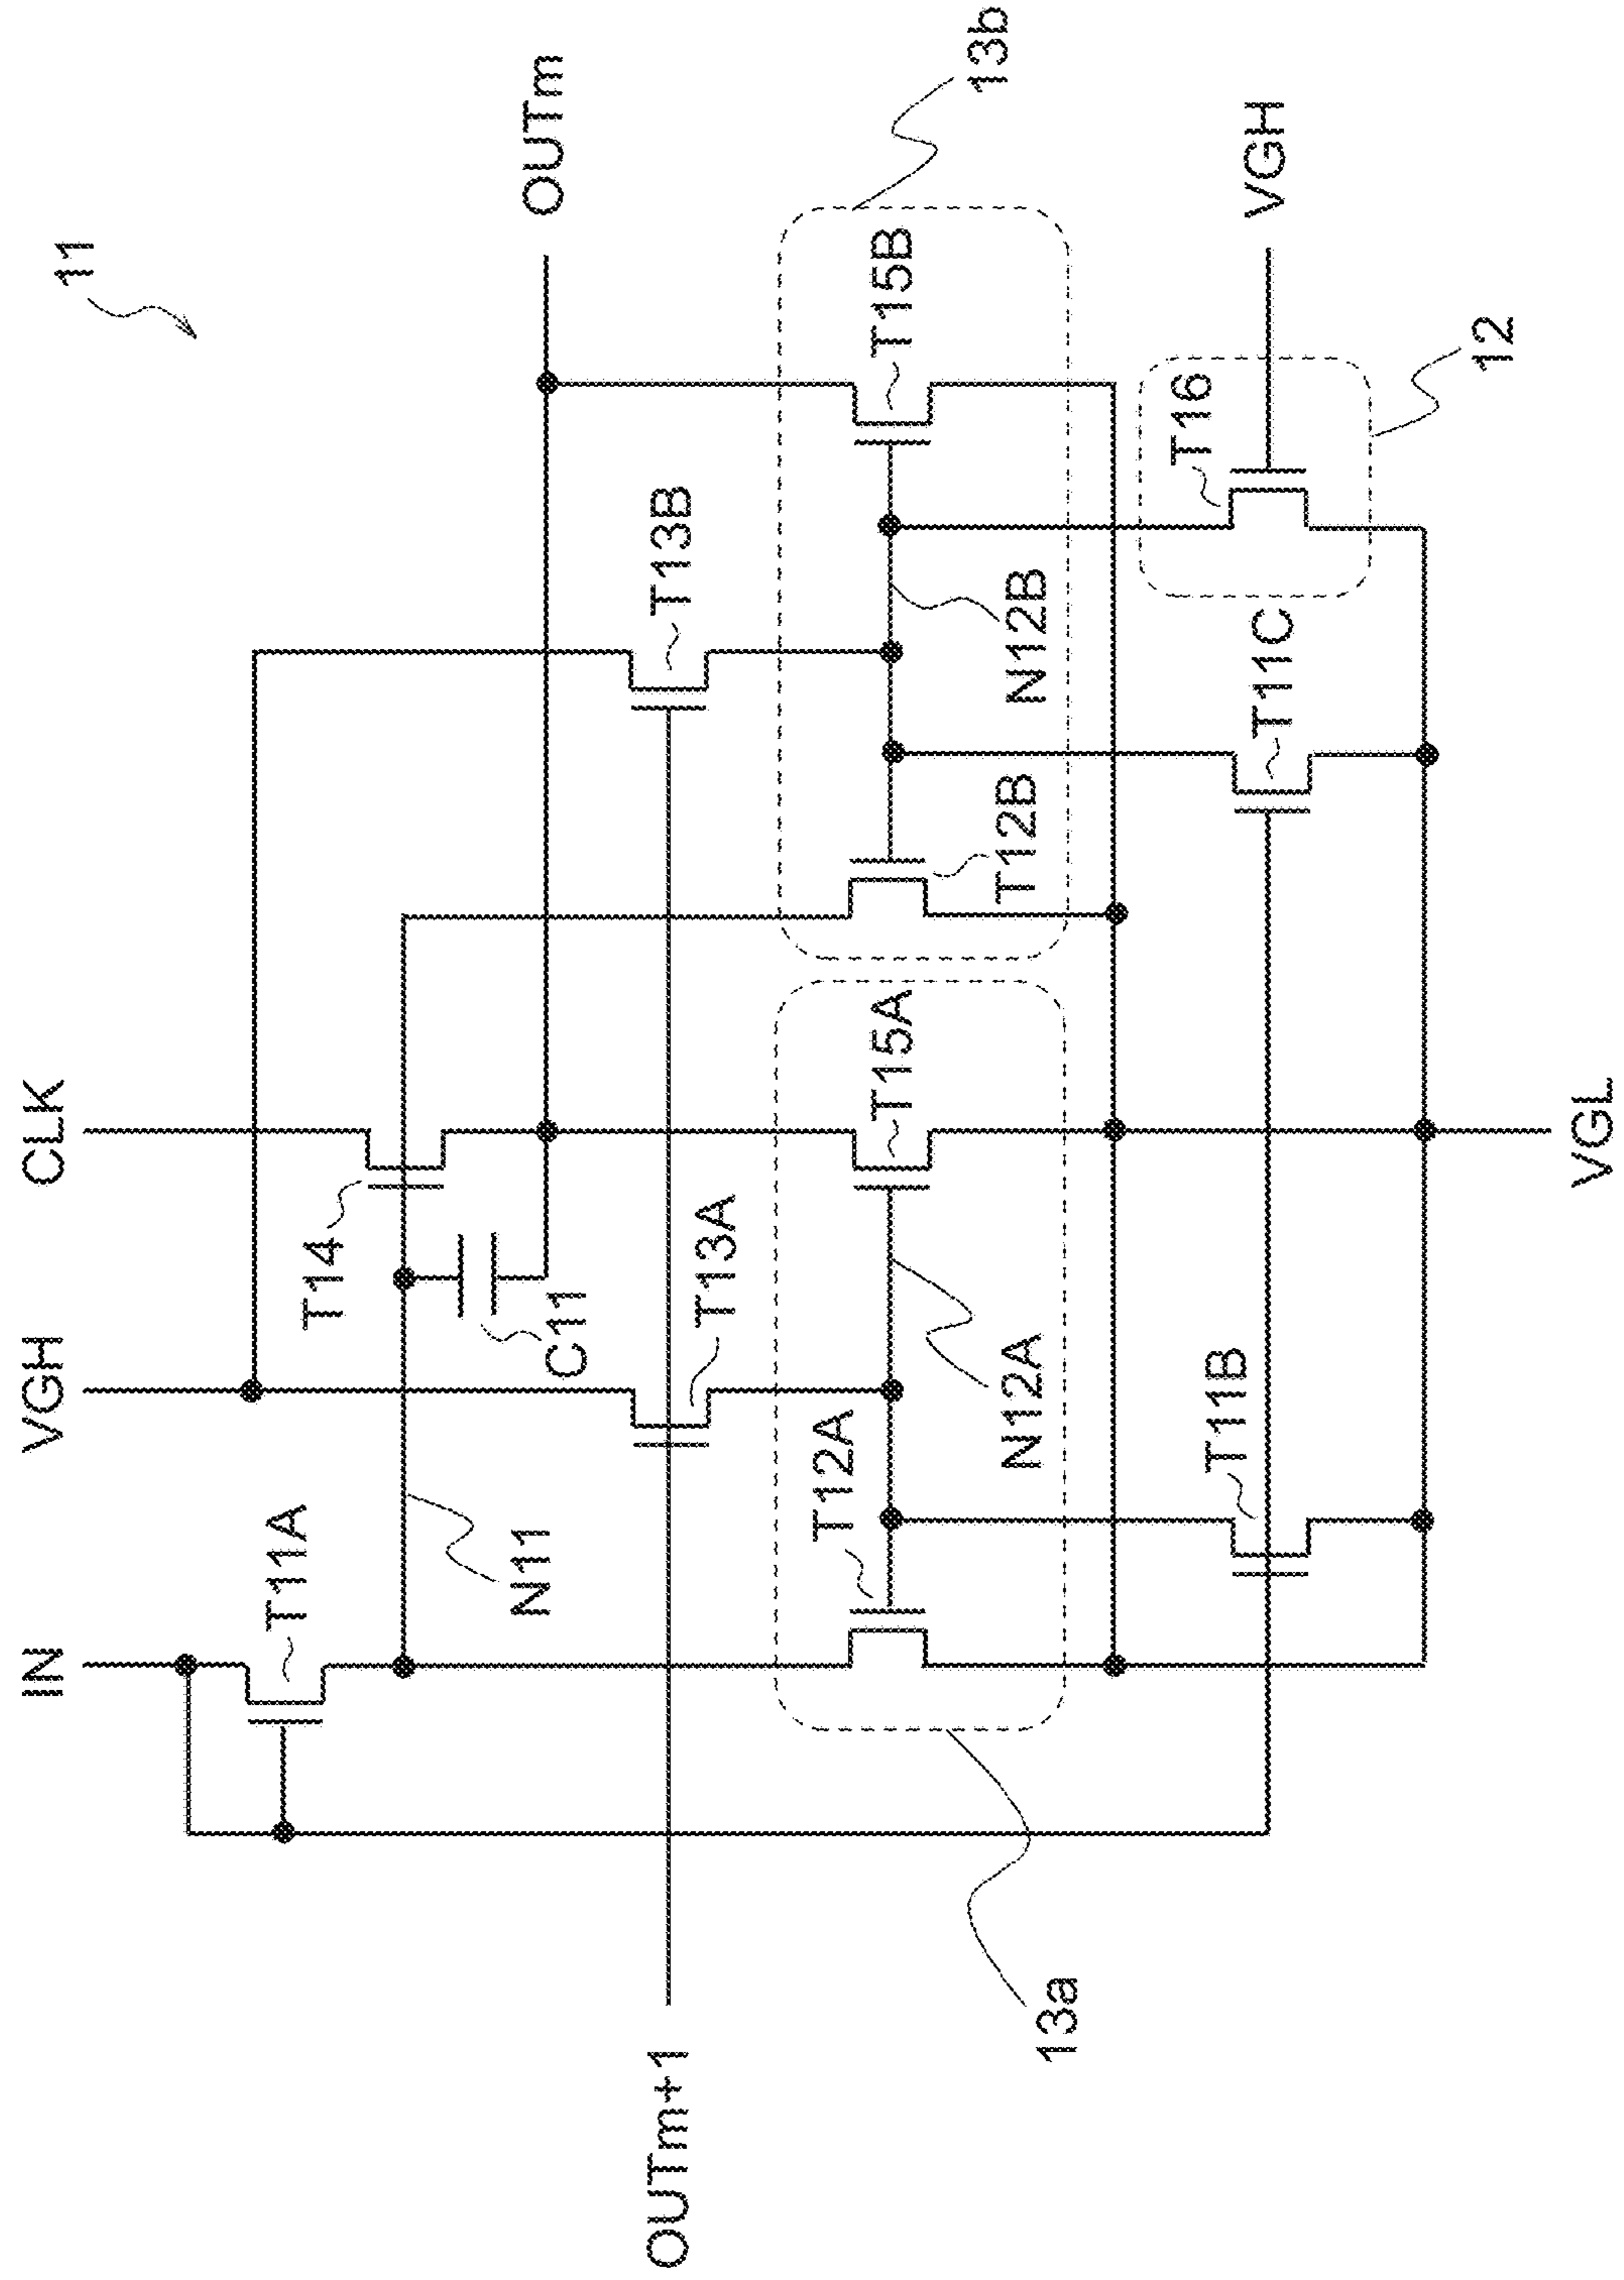 11
IN
VGH
CLK
T11A
T14
OUTm
N11
C11
T13A
T13B
OUTm+1
T12A
T15A
T15B
13b
N12A
T12B
N12B
13a
T11B
T11C
T16
VGH
12
VGL